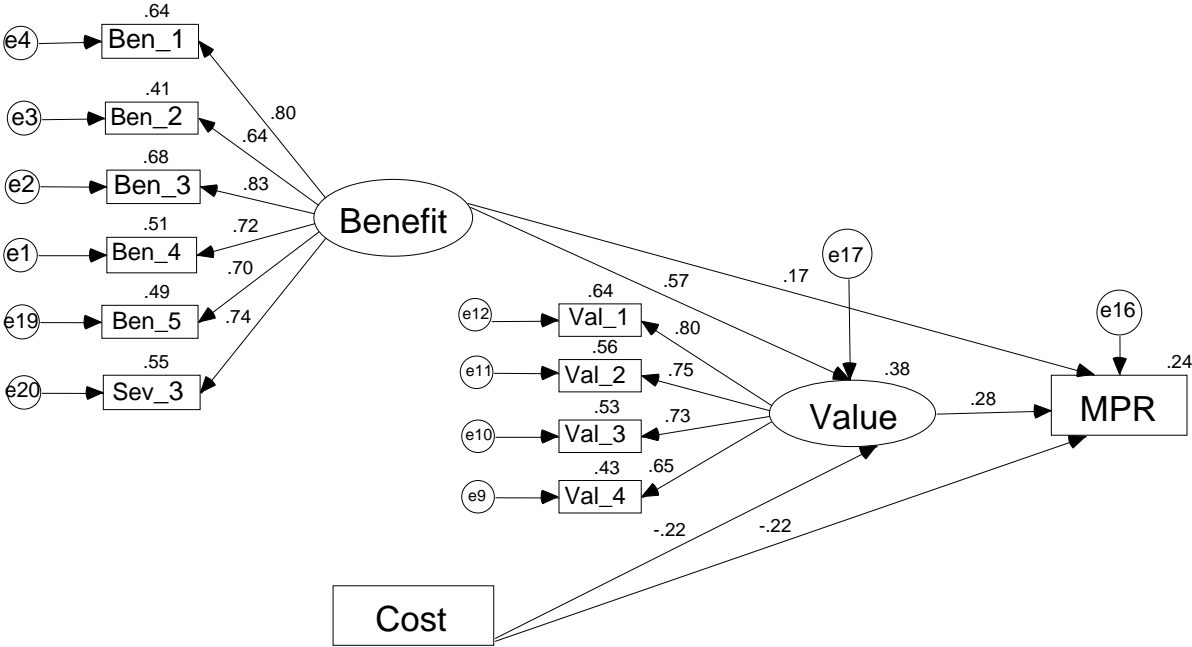 .64
e4
Ben_1
.80
.41
e3
Ben_2
.64
.68
e2
Ben_3
.83
.51
e1
Ben_4
.72
.49
e19
Ben_5
.70
.55
e20
Sev_3
.74
Benefit
.57
.17
e17
e16
.64
e12
Val_1
.80
.56
e11
Val_2
.75
.53
e10
Val_3
.73
.43
e9
Val_4
.65
.38
Value
.28
.24
MPR
-.22
-.22
Cost